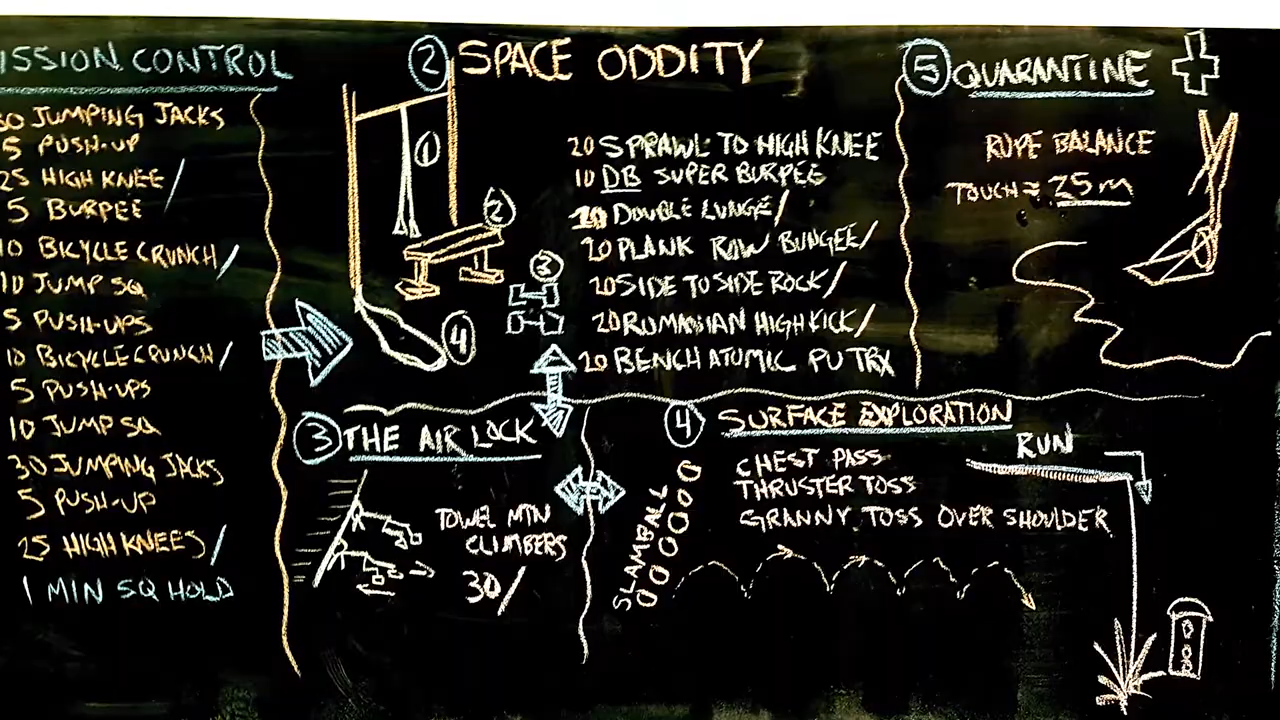 ISSION CONTROL
30 JUMPING JACKS
5 PUSH-UP
25 HIGH KNEE/
5 BURPEE
10 BICYCLE CRUNCH/
10 JUMP SQ
5 PUSH-UPS
10 BICYCLE CRUNCH/
5 PUSH-UPS
10 JUMP SQ
30 JUMPING JACKS
5 PUSH-UP
25 HIGH KNEES/
1 MIN SQ HOLD
2 SPACE ODDITY
1
2
3
4
20 SPRAWL TO HIGH KNEE
10 DB SUPER BURPEE
20 DOUBLE LUNGE/
20 PLANK ROW BUNGEE/
20 SIDE TO SIDE ROCK/
20 ROMANIAN HIGH KICK/
20 BENCH ATOMIC PU TRX
3 THE AIR LOCK
TOWEL MTN
CLIMBERS
30/
4 SURFACE EXPLORATION
RUN
CHEST PASS
THRUSTER TOSS
GRANNY TOSS OVER SHOULDER
SLAMBALL
5 QUARANTINE
ROPE BALANCE
TOUCH = 25m